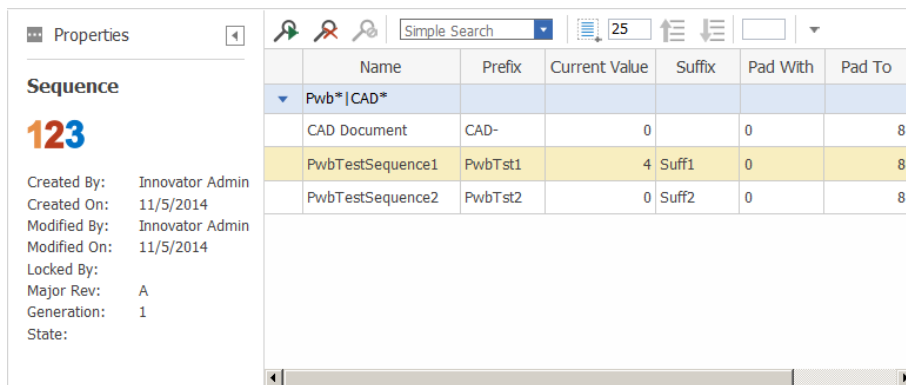 Properties
Sequence
123
Created By: Innovator Admin
Created On: 11/5/2014
Modified By: Innovator Admin
Modified On: 11/5/2014
Locked By:
Major Rev: A
Generation: 1
State:
Simple Search 25
Name Prefix Current Value Suffix Pad With Pad To
Pwb*|CAD*
CAD Document CAD- 0 0 8
PwbTestSequence1 PwbTst1 4 Suff1 0 8
PwbTestSequence2 PwbTst2 0 Suff2 0 8